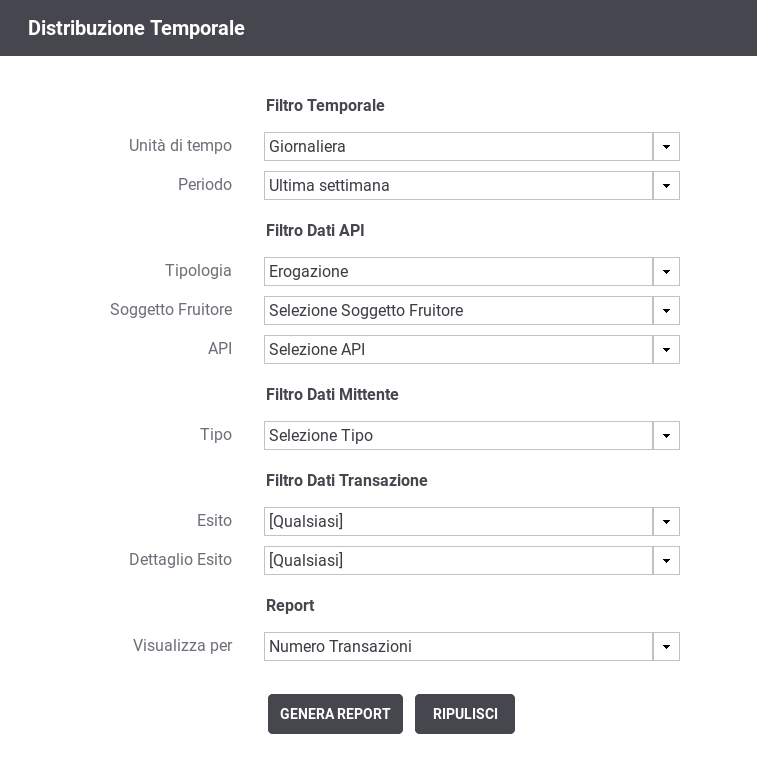 Distribuzione Temporale
Filtro Temporale
Unità di tempo Giornaliera
Periodo Ultima settimana
Filtro Dati API
Tipologia Erogazione
Soggetto Fruitore Selezione Soggetto Fruitore
API Selezione API
Filtro Dati Mittente
Tipo Selezione Tipo
Filtro Dati Transazione
Esito [Qualsiasi]
Dettaglio Esito [Qualsiasi]
Report
Visualizza per Numero Transazioni
GENERA REPORT RIPULISCI